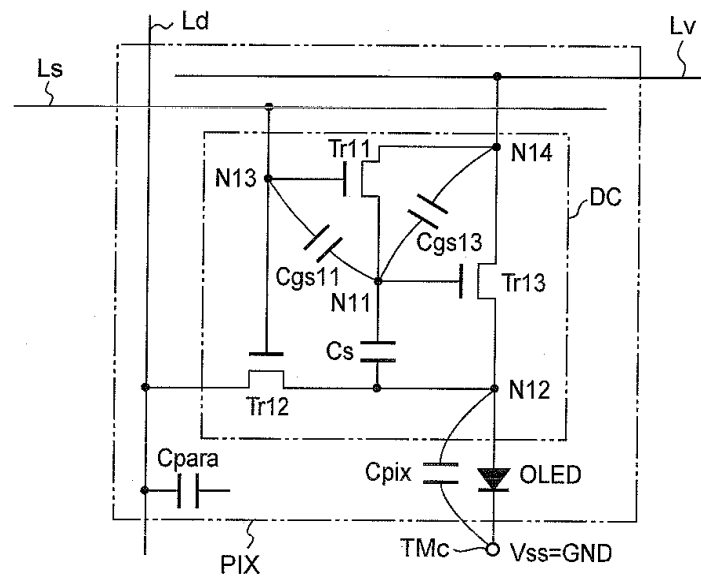 Ld
Lv
Ls
Tr11
N14
N13
DC
Cgs13
Cgs11
Tr13
N11
Cs
N12
Tr12
Cpara
Cpix
OLED
TMc
Vss=GND
PIX